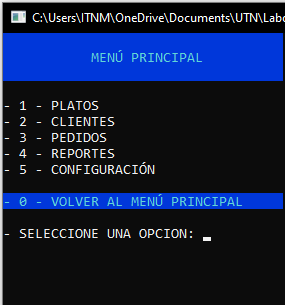 C:\Users\ITNM\OneDrive\Documents\UTN\Labo
MENÚ PRINCIPAL
- 1 - PLATOS
- 2 - CLIENTES
- 3 - PEDIDOS
- 4 - REPORTES
- 5 - CONFIGURACIÓN
- 0 - VOLVER AL MENÚ PRINCIPAL
- SELECCIONE UNA OPCION: